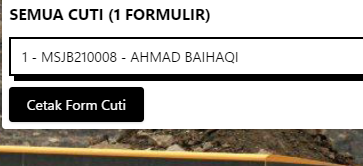 SEMUA CUTI (1 FORMULIR)
1 - MSJB210008 - AHMAD BAIHAQI
Cetak Form Cuti